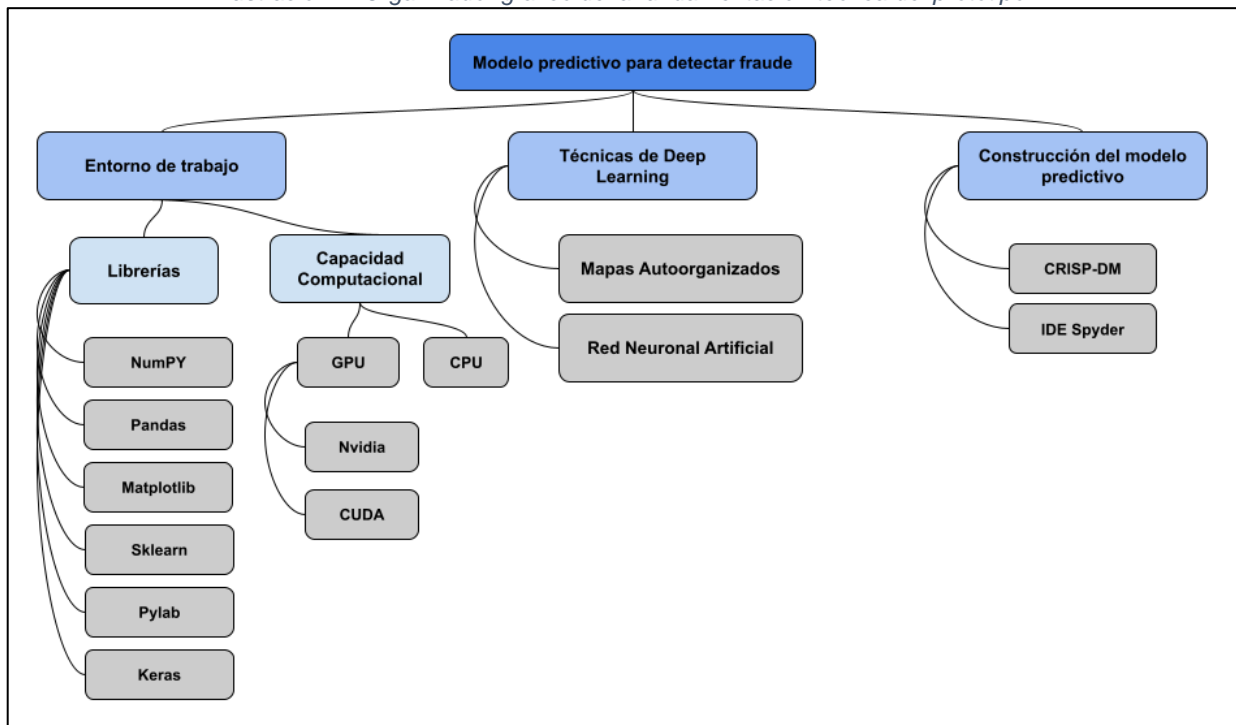 Modelo predictivo para detectar fraude
Entorno de trabajo
Técnicas de Deep
Learning
Construcción del modelo
predictivo
Librerías
Capacidad
Computacional
Mapas Autoorganizados
CRISP-DM
Red Neuronal Artificial
IDE Spyder
NumPY
GPU
CPU
Pandas
Nvidia
Matplotlib
CUDA
Sklearn
Pylab
Keras